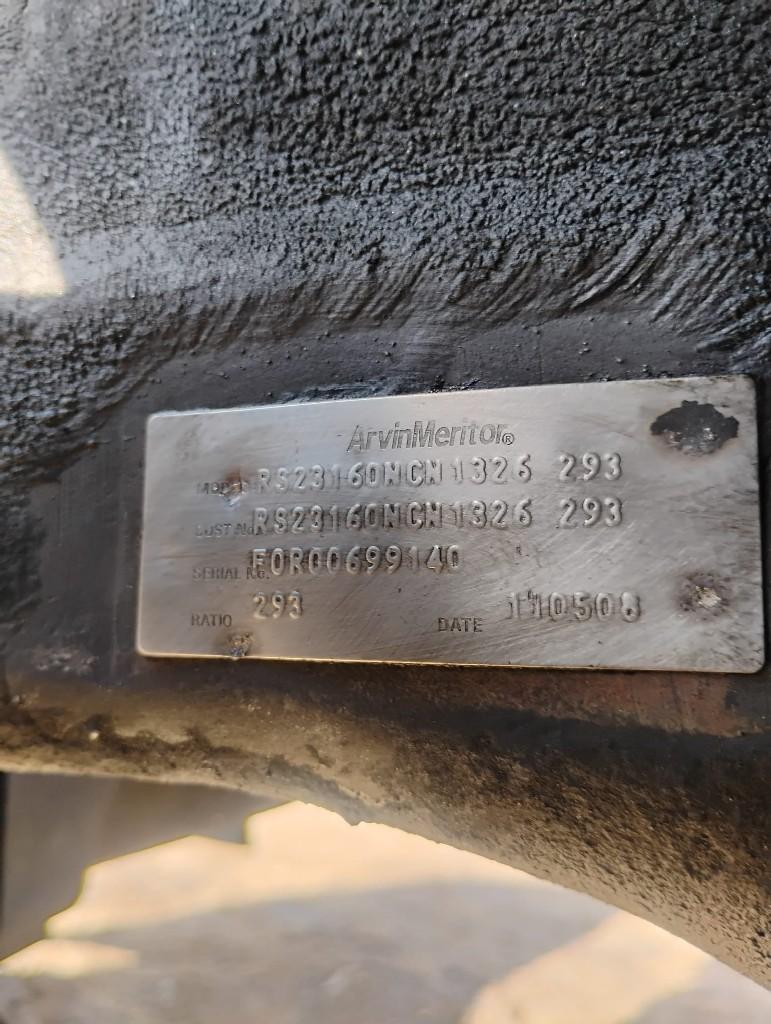 ArvinMeritor®
MODEL RS23160NCN1326 293
CUST No. RS23160NCN1326 293
SERIAL No. FOR00699140
RATIO 293 DATE 110508